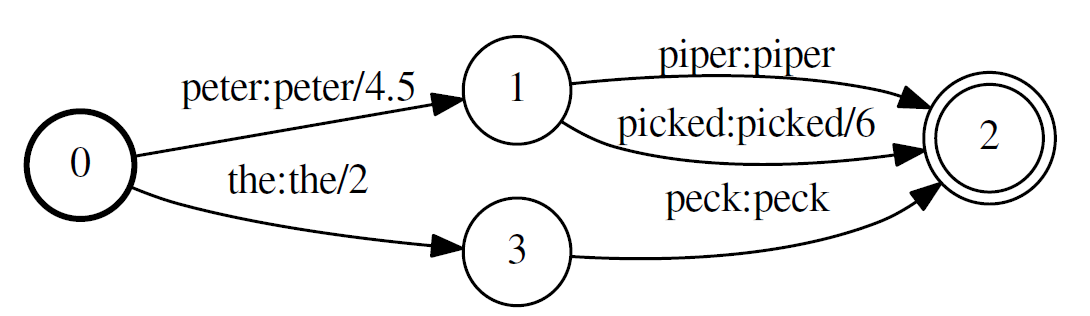 piper:piper
peter:peter/4.5
1
picked:picked/6
2
0
the:the/2
peck:peck
3